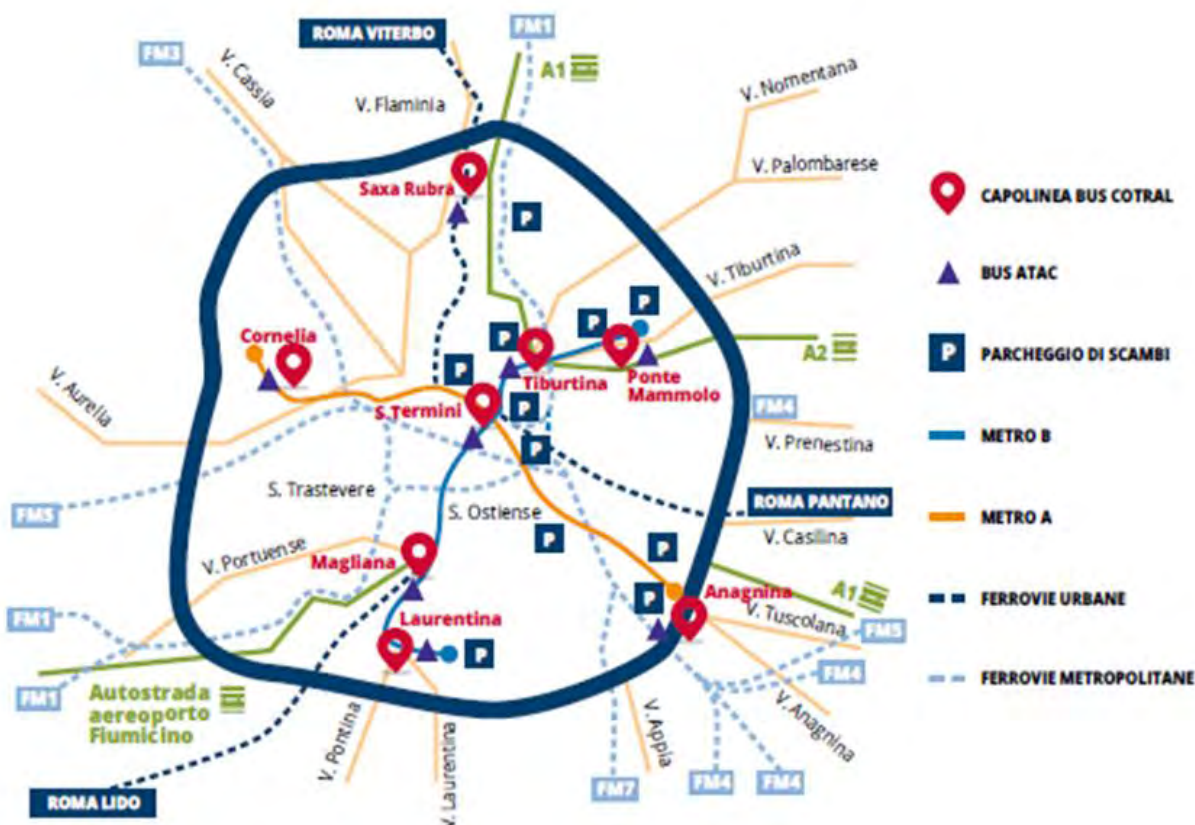 ROMA VITERBO
FM1
FM3
A1
V. Cassia
V. Flaminia
V. Nomentana
V. Palombarese
Saxa Rubra
P
V. Tiburtina
P
P
P
Cornelia
A2
P
Tiburtina
Ponte
Mammolo
V. Aurelia
S.Termini
P
FM4
P
V. Prenestina
S. Trastevere
FM5
S. Ostiense
ROMA PANTANO
P
V. Casilina
V. Portuense
Magliana
P
P
Anagnina
A1
FM1
Laurentina
V. Tuscolana
FM5
P
FM4
FM1
Autostrada
aereoporto
Fiumicino
V. Pontina
V. Laurentina
V. Appia
V. Anagnina
FM7
FM4
FM4
ROMA LIDO
CAPOLINEA BUS COTRAL
BUS ATAC
P
PARCHEGGIO DI SCAMBI
METRO B
METRO A
FERROVIE URBANE
FERROVIE METROPOLITANE